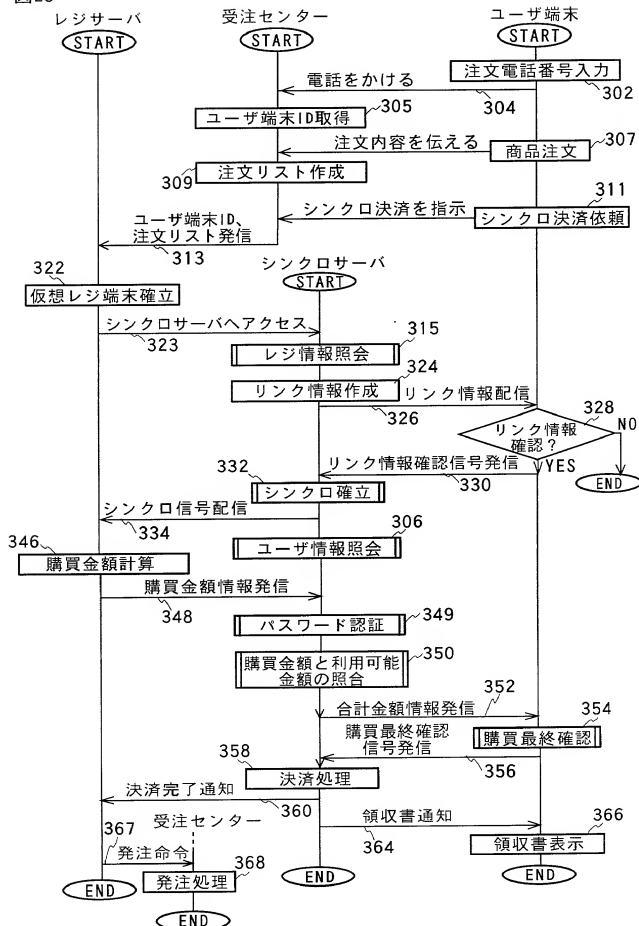 レジサーバ 受注センター ユーザ端末
START START START
注文電話番号入力
302
電話をかける
304
ユーザ端末ID取得
305
注文内容を伝える
307
商品注文
注文リスト作成
309
311
シンクロ決済を指示
シンクロ決済依頼
ユーザ端末ID、
注文リスト発信
313
シンクロサーバ
START
322
仮想レジ端末確立
シンクロサーバへアクセス
323
315
レジ情報照会
324
リンク情報作成
リンク情報配信
326
328
リンク情報
確認?
NO
YES
END
リンク情報確認信号発信
330
332
シンクロ確立
シンクロ信号配信
334
306
ユーザ情報照会
346
購買金額計算
購買金額情報発信
348
パスワード認証
349
350
購買金額と利用可能
金額の照合
352
合計金額情報発信
354
購買最終確認
購買最終確認
信号発信
356
358
決済処理
決済完了通知
360
領収書通知
364
366
領収書表示
367
受注センター
発注命令
368
発注処理
END END END
END